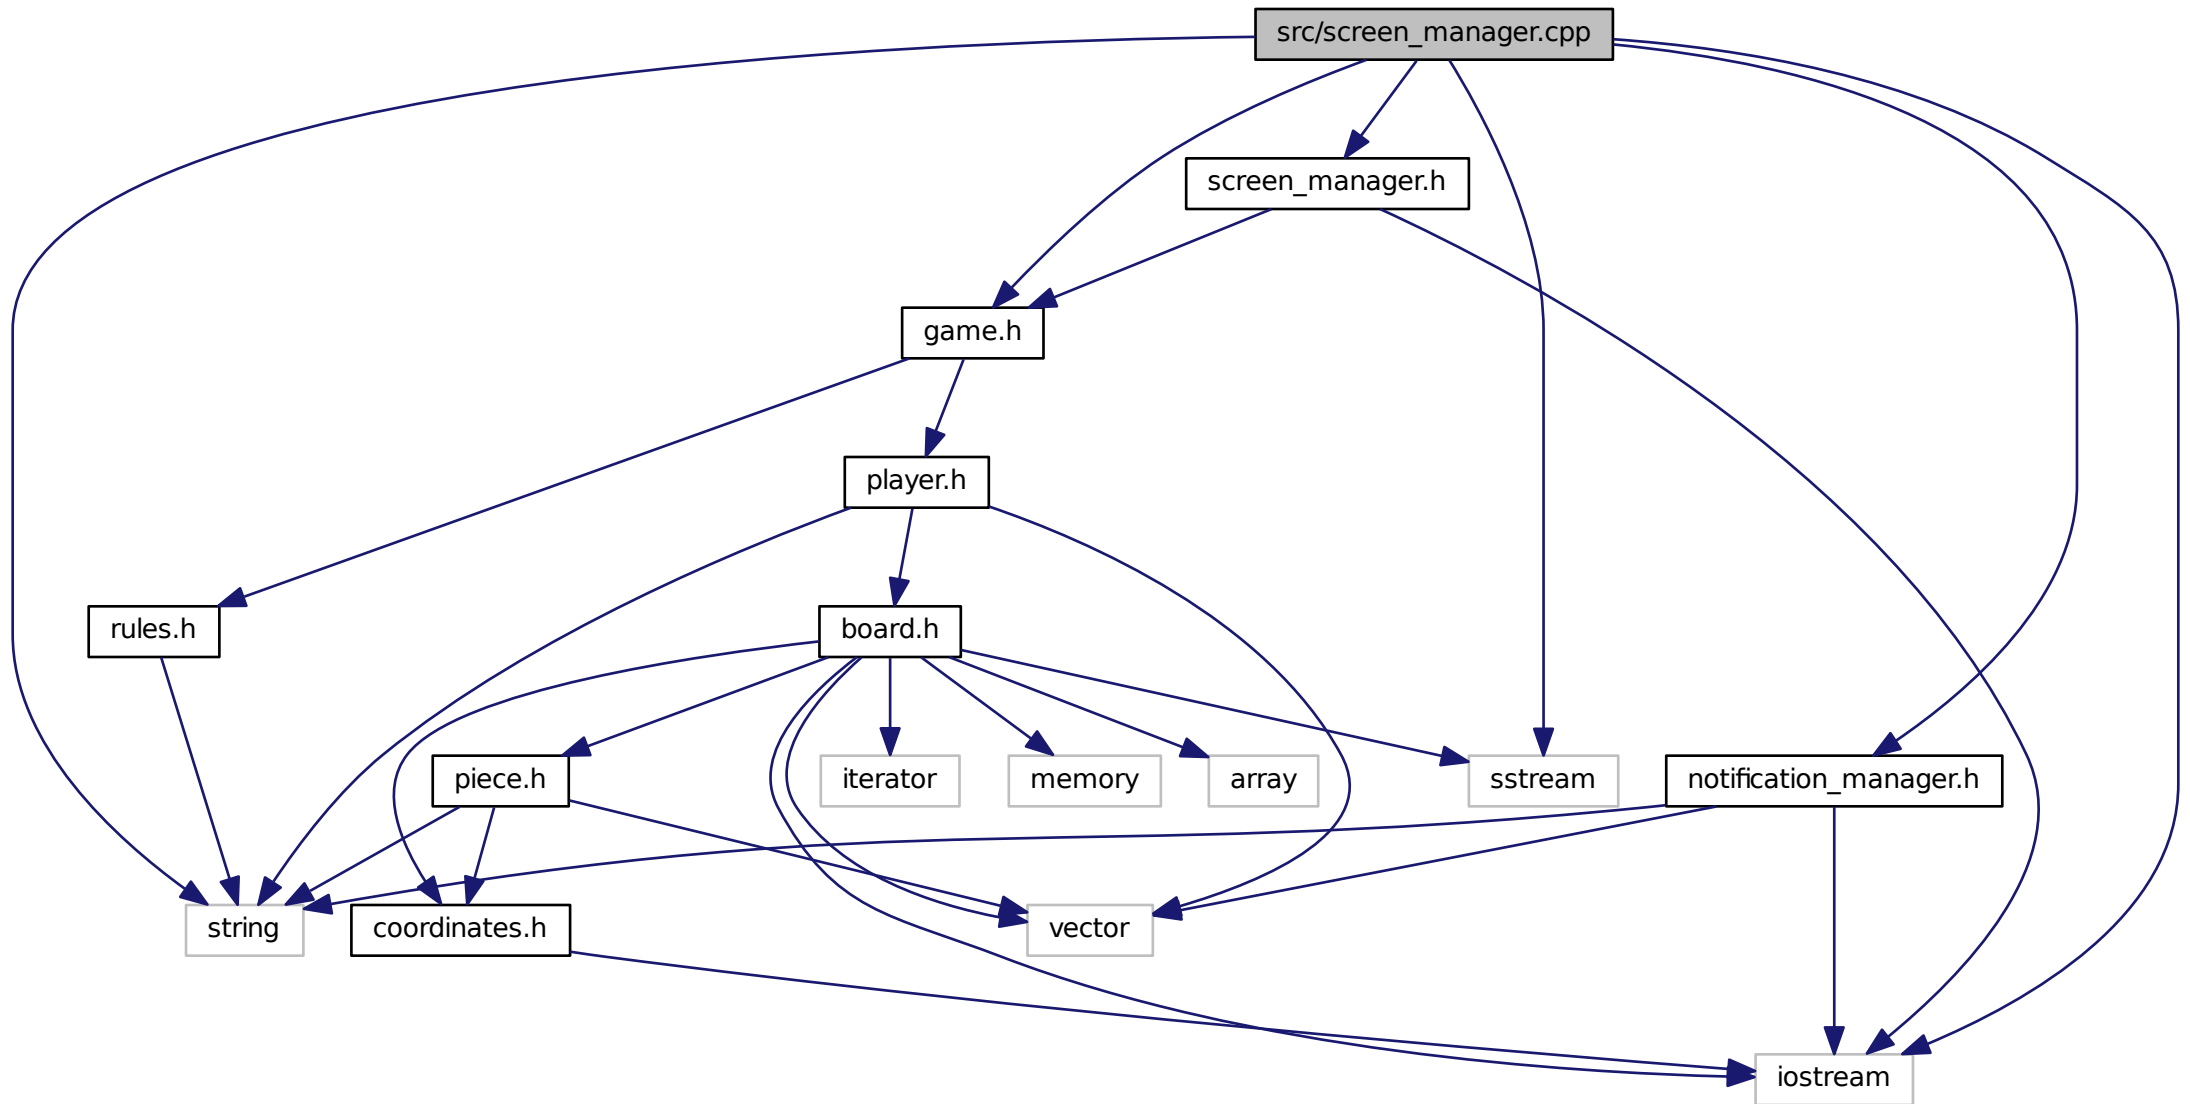 src/screen_manager.cpp
screen_manager.h
game.h
player.h
rules.h
board.h
piece.h
iterator
memory
array
sstream
notification_manager.h
string
coordinates.h
vector
iostream